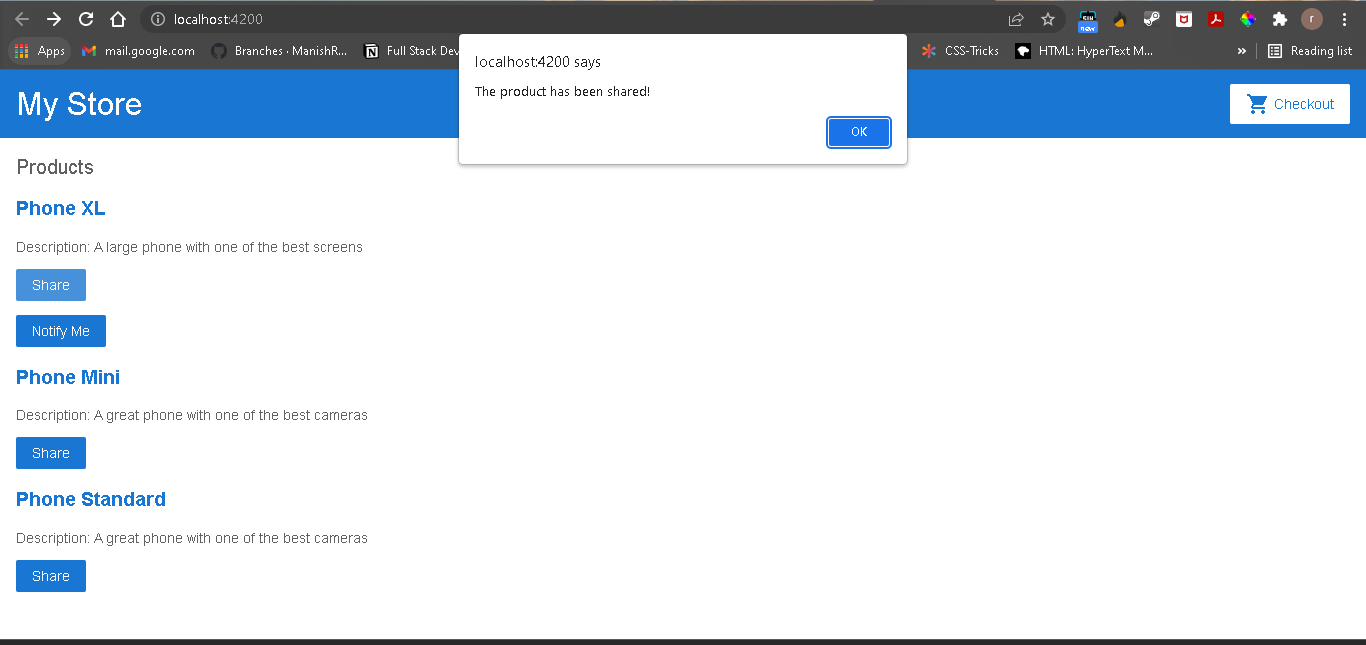 localhost:4200
Apps
mail.google.com
Branches · ManishR...
Full Stack Dev
CSS-Tricks
HTML: HyperText M...
»
Reading list
localhost:4200 says
The product has been shared!
OK
My Store
Checkout
Products
Phone XL
Description: A large phone with one of the best screens
Share
Notify Me
Phone Mini
Description: A great phone with one of the best cameras
Share
Phone Standard
Description: A great phone with one of the best cameras
Share
r
new